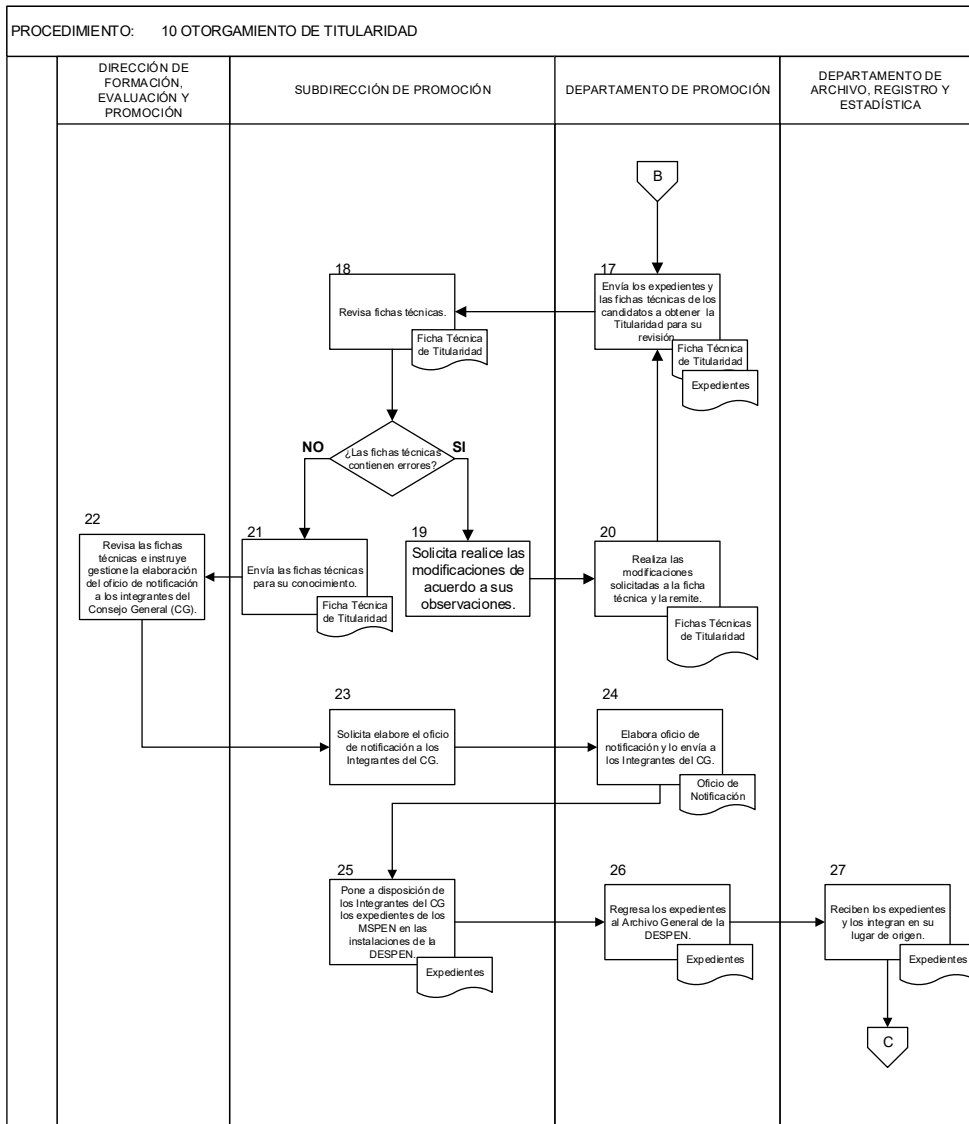 PROCEDIMIENTO: 10 OTORGAMIENTO DE TITULARIDAD
DIRECCIÓN DE
FORMACIÓN,
EVALUACIÓN Y
PROMOCIÓN
SUBDIRECCIÓN DE PROMOCIÓN
DEPARTAMENTO DE PROMOCIÓN
DEPARTAMENTO DE
ARCHIVO, REGISTRO Y
ESTADÍSTICA
B
17
Envía los expedientes y
las fichas técnicas de los
candidatos a obtener la
Titularidad para su
revisión
Ficha Técnica
de Titularidad
Expedientes
18
Revisa fichas técnicas.
Ficha Técnica
de Titularidad
¿Las fichas técnicas
contienen errores?
NO
SI
19
Solicita realice las
modificaciones de
acuerdo a sus
observaciones.
20
Realiza las
modificaciones
solicitadas a la ficha
técnica y la remite.
Fichas Técnicas
de Titularidad
21
Envía las fichas técnicas
para su conocimiento.
Ficha Técnica
de Titularidad
22
Revisa las fichas
técnicas e instruye
gestione la elaboración
del oficio de notificación
a los integrantes del
Consejo General (CG).
23
Solicita elabore el oficio
de notificación a los
Integrantes del CG.
24
Elabora oficio de
notificación y lo envía a
los Integrantes del CG.
Oficio de
Notificación
25
Pone a disposición de
los Integrantes del CG
los expedientes de los
MSPEN en las
instalaciones de la
DESPEN.
Expedientes
26
Regresa los expedientes
al Archivo General de la
DESPEN.
Expedientes
27
Reciben los expedientes
y los integran en su
lugar de origen.
Expedientes
C